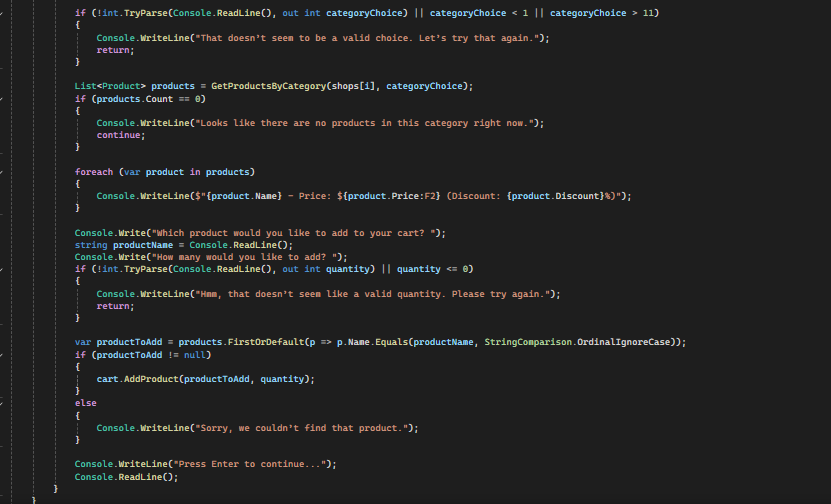 if (!int.TryParse(Console.ReadLine(), out int categoryChoice) || categoryChoice < 1 || categoryChoice > 11)
{
Console.WriteLine("That doesn't seem to be a valid choice. Let's try that again.");
return;
}
List<Product> products = GetProductsByCategory(shops[i], categoryChoice);
if (products.Count == 0)
{
Console.WriteLine("Looks like there are no products in this category right now.");
continue;
}
foreach (var product in products)
{
Console.WriteLine($"{product.Name} - Price: ${product.Price:F2} (Discount: {product.Discount}%)");
}
Console.Write("Which product would you like to add to your cart? ");
string productName = Console.ReadLine();
Console.Write("How many would you like to add? ");
if (!int.TryParse(Console.ReadLine(), out int quantity) || quantity <= 0)
{
Console.WriteLine("Hmm, that doesn't seem like a valid quantity. Please try again.");
return;
}
var productToAdd = products.FirstOrDefault(p => p.Name.Equals(productName, StringComparison.OrdinalIgnoreCase));
if (productToAdd != null)
{
cart.AddProduct(productToAdd, quantity);
}
else
{
Console.WriteLine("Sorry, we couldn't find that product.");
}
Console.WriteLine("Press Enter to continue...");
Console.ReadLine();
}
}